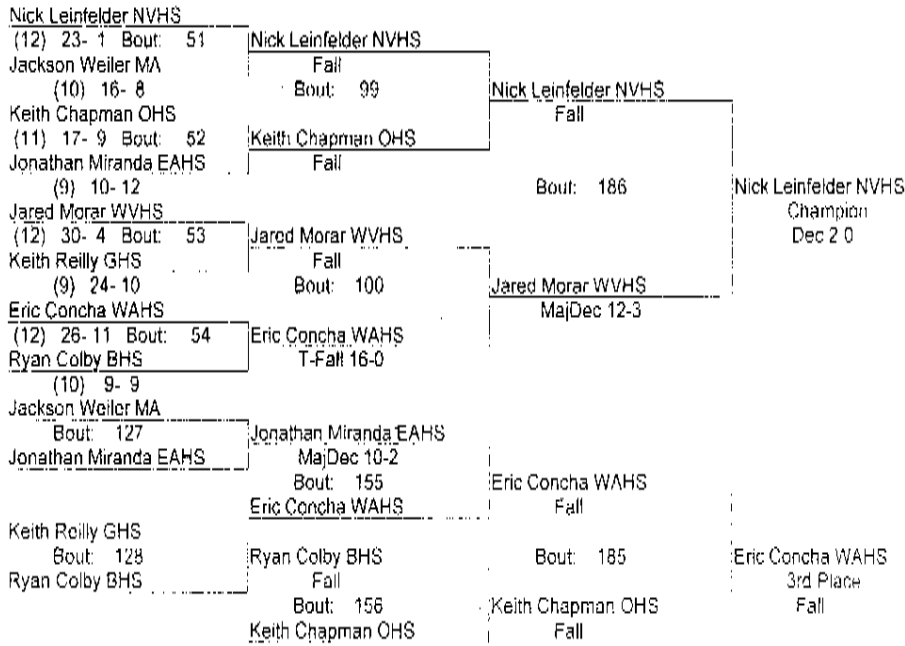 Nick Leinfelder NVHS
(12) 23- 1 Bout: 51 Nick Leinfelder NVHS
Jackson Weiler MA Fall
(10) 16- 8 Bout: 99 Nick Leinfelder NVHS
Keith Chapman OHS Fall
(11) 17- 9 Bout: 52 Keith Chapman OHS
Jonathan Miranda EAHS Fall
(9) 10- 12 Bout: 186 Nick Leinfelder NVHS
Jared Morar WVHS Champion
(12) 30- 4 Bout: 53 Jared Morar WVHS Dec 2 0
Keith Reilly GHS Fall
(9) 24- 10 Bout: 100 Jared Morar WVHS
Eric Concha WAHS MajDec 12-3
(12) 26- 11 Bout: 54 Eric Concha WAHS
Ryan Colby BHS T-Fall 16-0
(10) 9- 9
Jackson Weiler MA
Bout: 127 Jonathan Miranda EAHS
Jonathan Miranda EAHS MajDec 10-2
Bout: 155 Eric Concha WAHS
Eric Concha WAHS Fall
Keith Reilly GHS
Bout: 128 Ryan Colby BHS Bout: 185 Eric Concha WAHS
Ryan Colby BHS Fall 3rd Place
Bout: 156 Keith Chapman OHS Fall
Keith Chapman OHS Fall